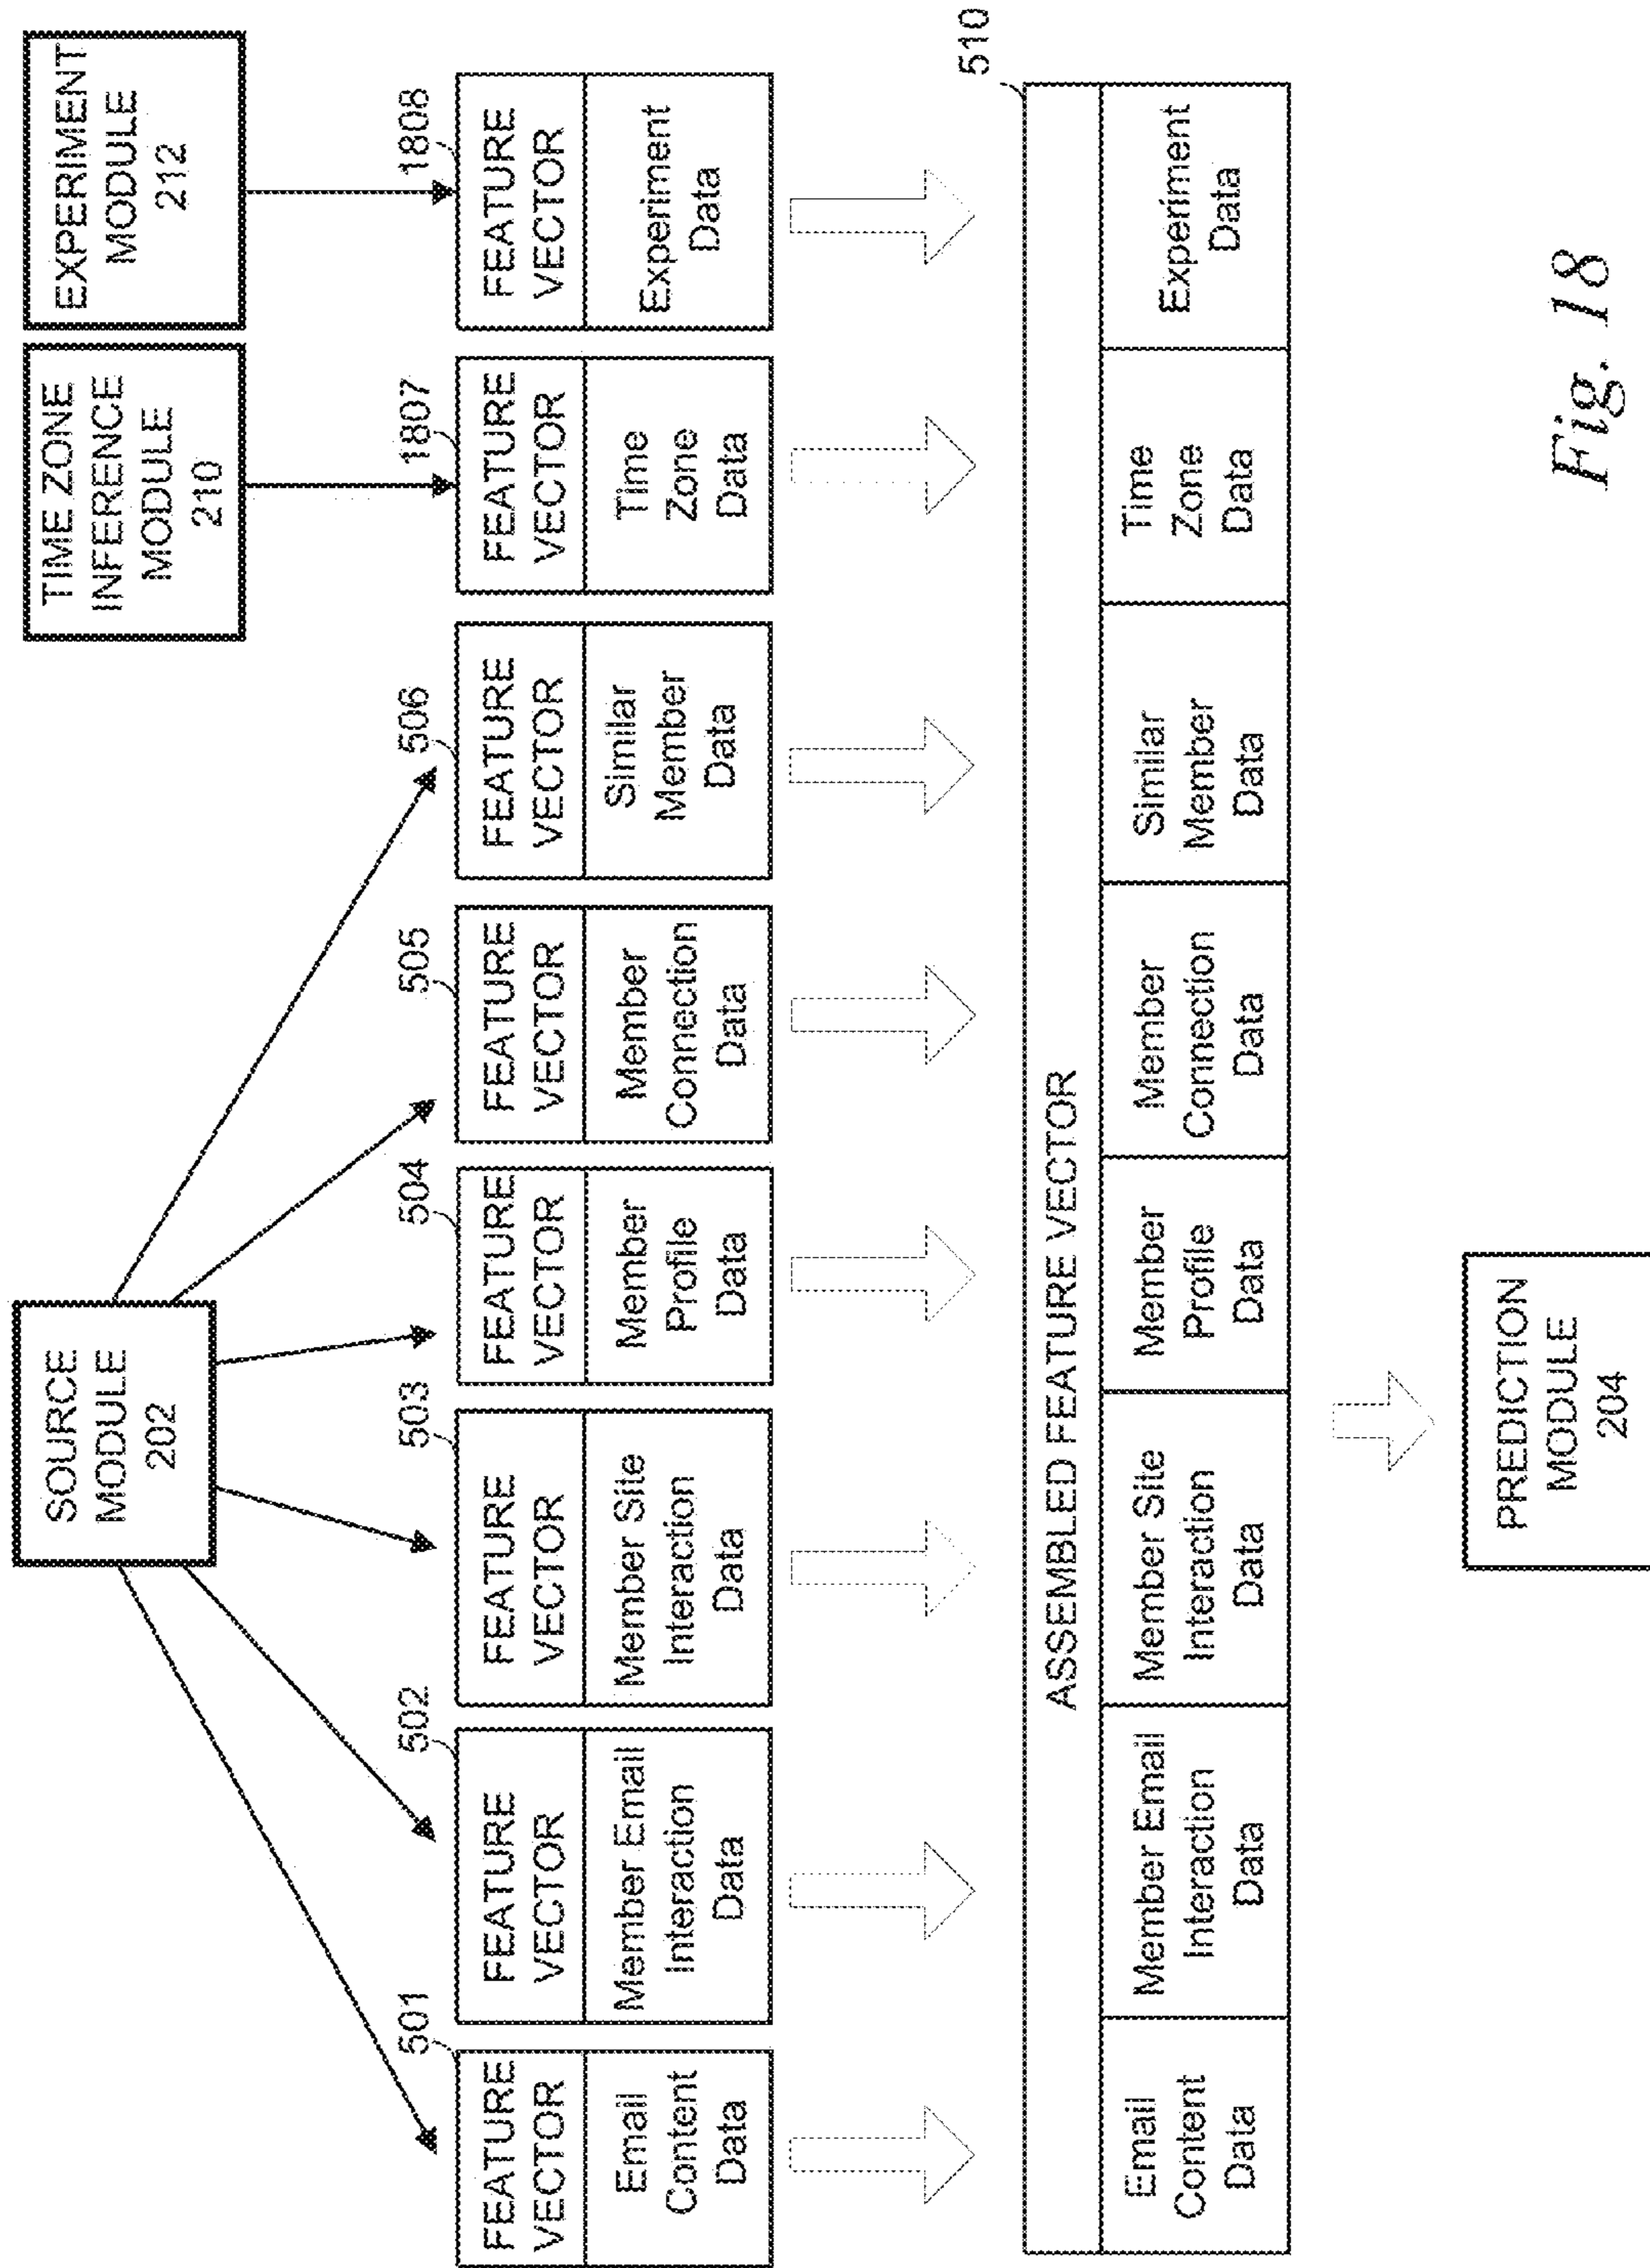 SOURCE
MODULE
202
TIME ZONE
INFERENCE
MODULE
210
EXPERIMENT
MODULE
212
501
FEATURE
VECTOR
Email
Content
Data
502
FEATURE
VECTOR
Member Email
Interaction
Data
503
FEATURE
VECTOR
Member Site
Interaction
Data
504
FEATURE
VECTOR
Member
Profile
Data
505
FEATURE
VECTOR
Member
Connection
Data
506
FEATURE
VECTOR
Similar
Member
Data
1807
FEATURE
VECTOR
Time
Zone
Data
1808
FEATURE
VECTOR
Experiment
Data
510
ASSEMBLED FEATURE VECTOR
Email
Content
Data
Member Email
Interaction
Data
Member Site
Interaction
Data
Member
Profile
Data
Member
Connection
Data
Similar
Member
Data
Time
Zone
Data
Experiment
Data
PREDICTION
MODULE
204
Fig. 18